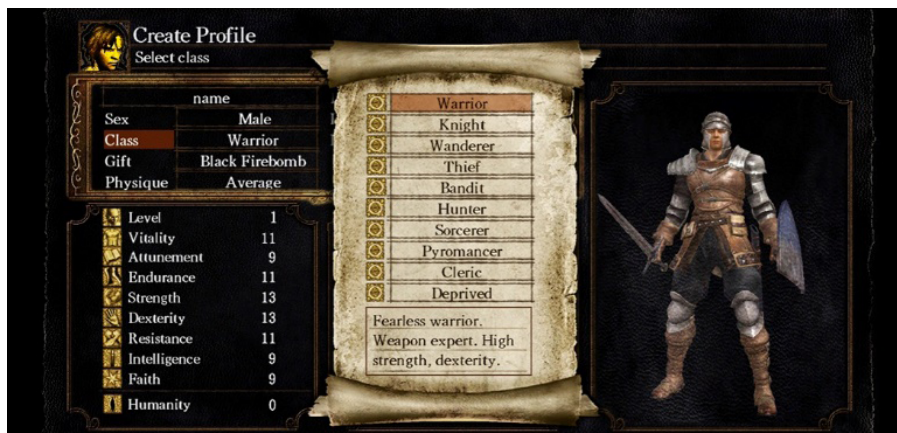 Create Profile
Select class
name
Sex Male
Class Warrior
Gift Black Firebomb
Physique Average
Level 1
Vitality 11
Attunement 9
Endurance 11
Strength 13
Dexterity 13
Resistance 11
Intelligence 9
Faith 9
Humanity 0
Warrior
Knight
Wanderer
Thief
Bandit
Hunter
Sorcerer
Pyromancer
Cleric
Deprived
Fearless warrior.
Weapon expert. High
strength, dexterity.